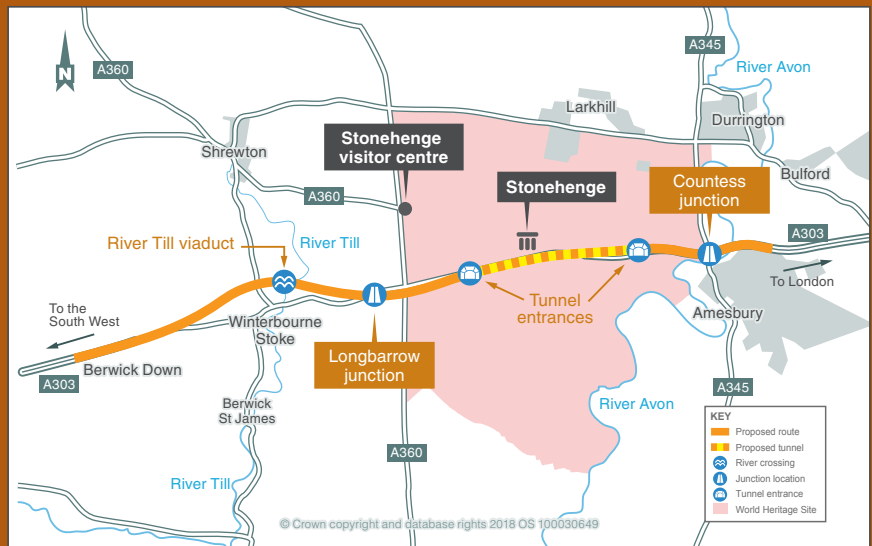 A345
River Avon
A360
N
Larkhill
Durrington
Stonehenge
visitor centre
Shrewton
Bulford
Countess
junction
Stonehenge
A360
A303
River Till viaduct
River Till
To London
Tunnel
entrances
To the
South West
Winterbourne
Stoke
Amesbury
Longbarrow
junction
Berwick Down
A303
A345
Berwick
St James
River Avon
A360
River Till
KEY
Proposed route
Proposed tunnel
River crossing
Junction location
Tunnel entrance
World Heritage Site
© Crown copyright and database rights 2018 OS 100030649